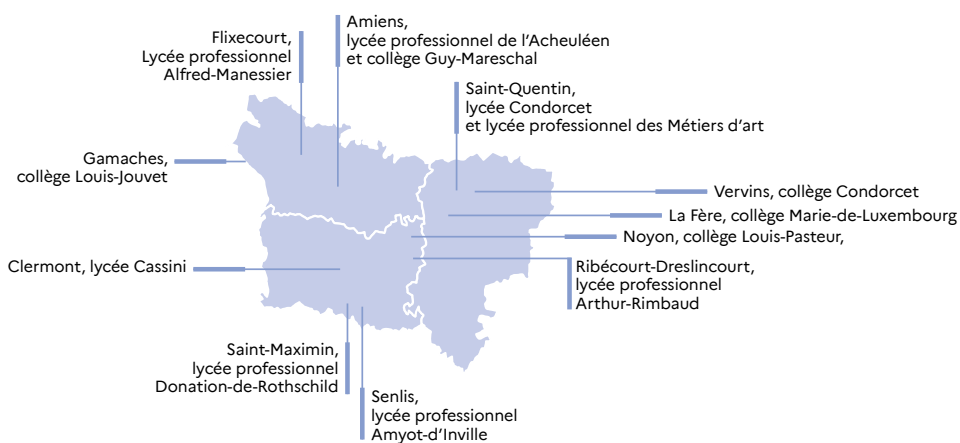 Amiens,
lycée professionnel de l'Acheuléen
et collège Guy-Mareschal
Flixecourt,
Lycée professionnel
Alfred-Manessier
Saint-Quentin,
lycée Condorcet
et lycée professionnel des Métiers d'art
Gamaches,
collège Louis-Jouvet
Vervins, collège Condorcet
La Fère, collège Marie-de-Luxembourg
Noyon, collège Louis-Pasteur,
Clermont, lycée Cassini
Ribécourt-Dreslincourt,
lycée professionnel
Arthur-Rimbaud
Saint-Maximin,
lycée professionnel
Donation-de-Rothschild
Senlis,
lycée professionnel
Amyot-d'Inville